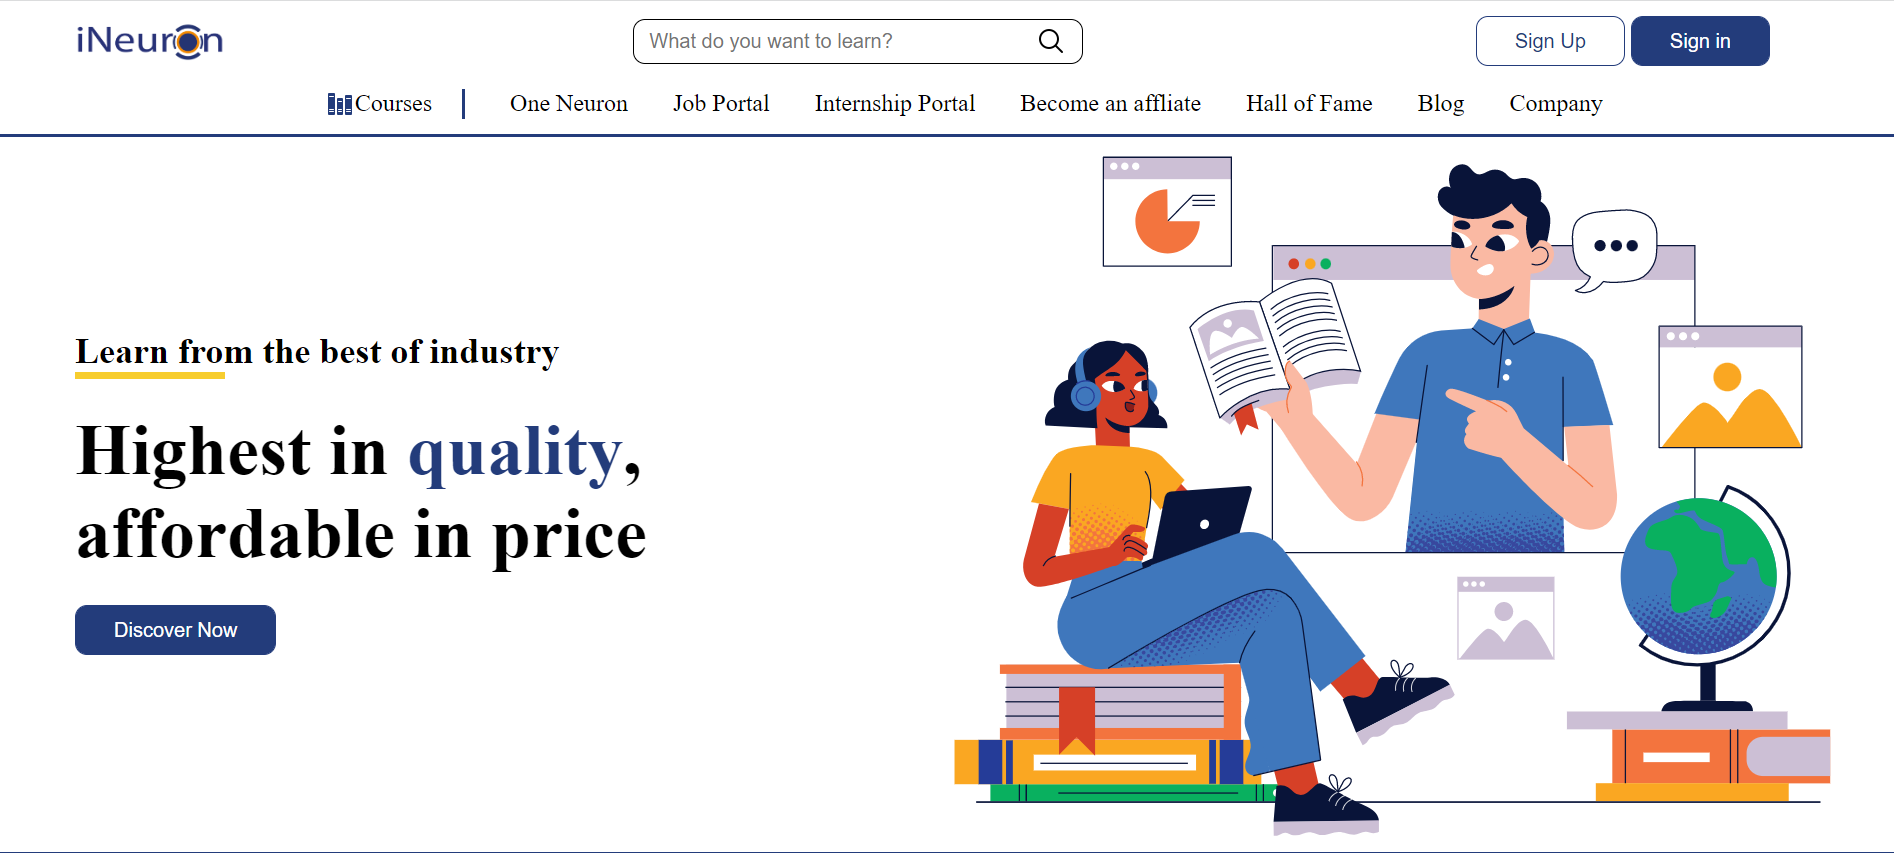 iNeuron
What do you want to learn?
Sign Up
Sign in
Courses
One Neuron
Job Portal
Internship Portal
Become an affliate
Hall of Fame
Blog
Company
Learn from the best of industry
Highest in quality,
affordable in price
Discover Now